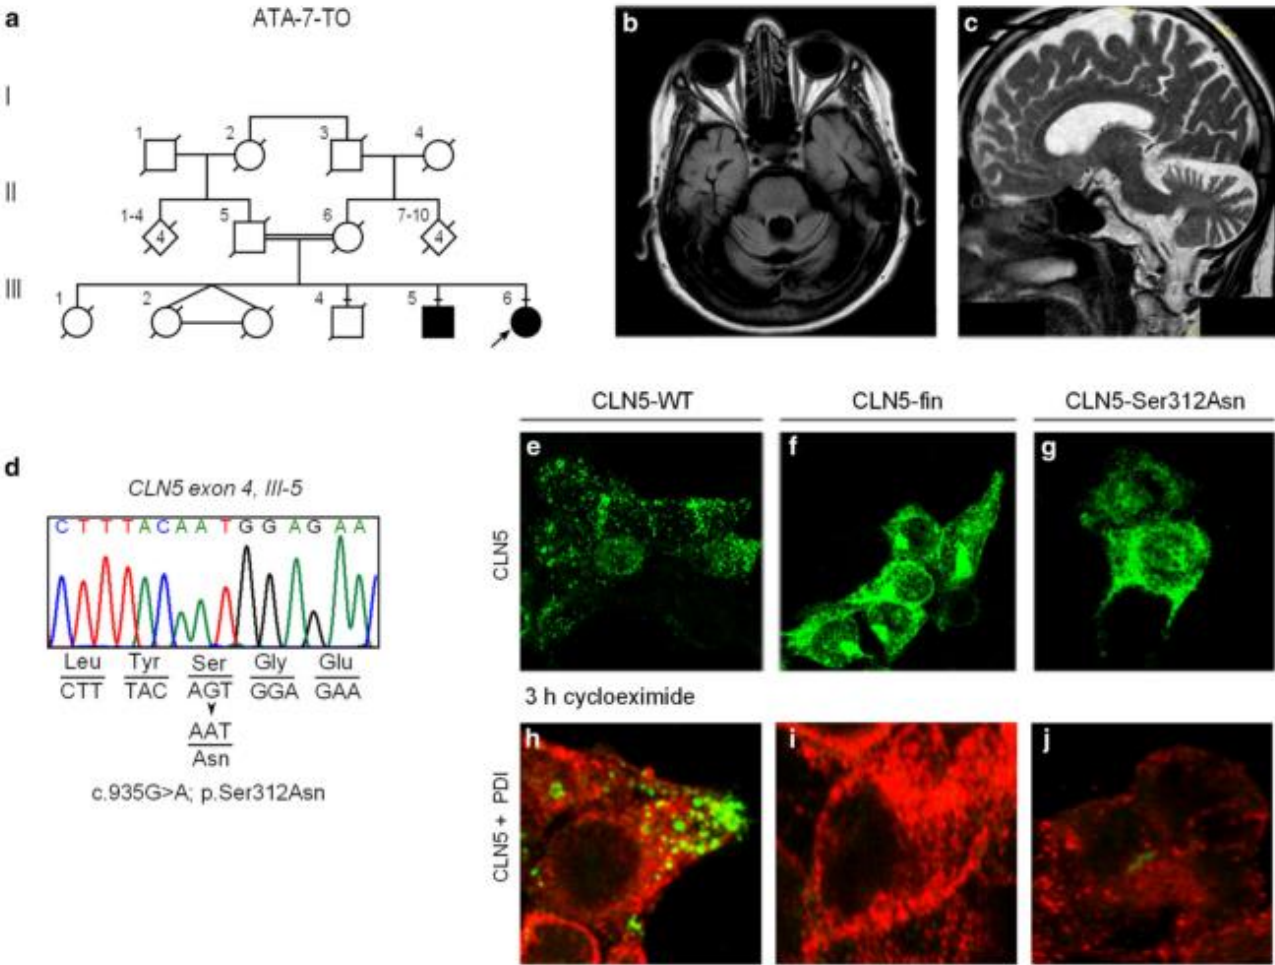 a
ATA-7-TO
b
c
I
1
2
3
4
II
1-4
4
5
6
7-10
4
III
1
2
4
5
6
CLN5-WT
CLN5-fin
CLN5-Ser312Asn
d
CLN5 exon 4, III-5
C T T T A C A A T G G A G A A
Leu Tyr Ser Gly Glu
CTT TAC AGT GGA GAA
AAT
Asn
c.935G>A; p.Ser312Asn
CLN5
e
f
g
3 h cycloeximide
CLN5 + PDI
h
i
j